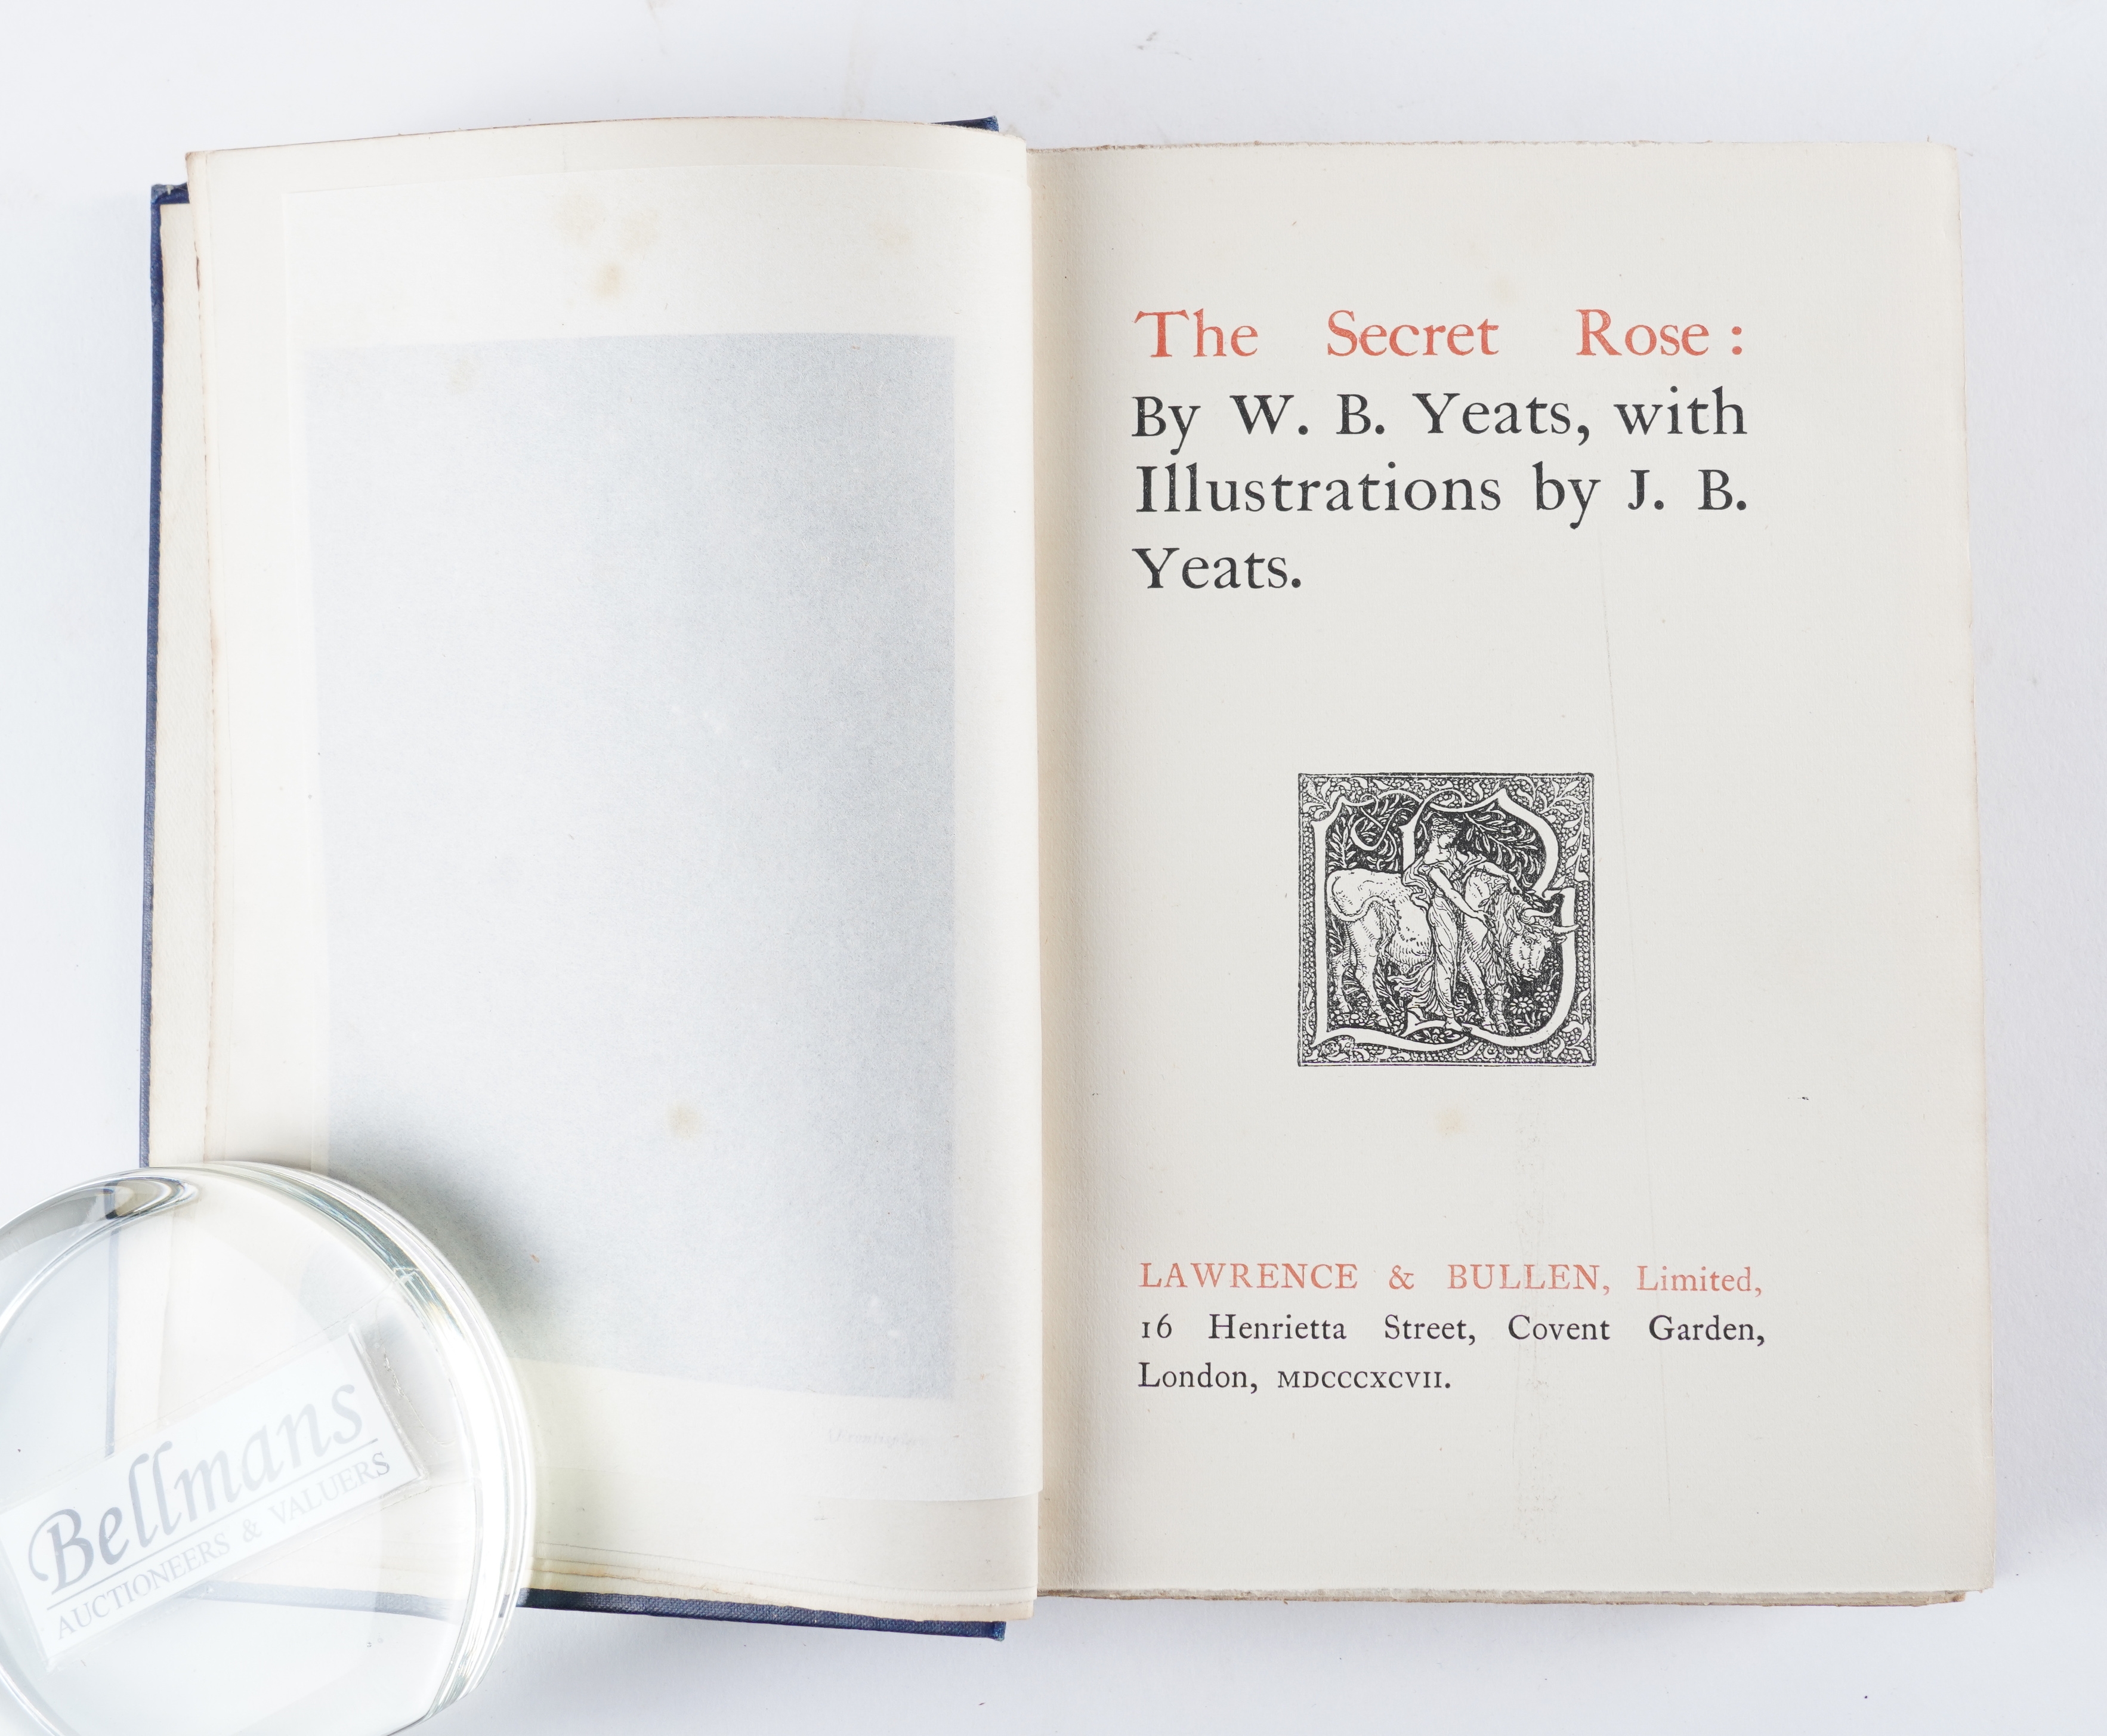 The Secret Rose :
By W. B. Yeats, with
Illustrations by J. B.
Yeats.
LAWRENCE & BULLEN, Limited,
16 Henrietta Street, Covent Garden,
London, MDCCCXCVII.
Bellmans
AUCTIONEERS & VALUERS